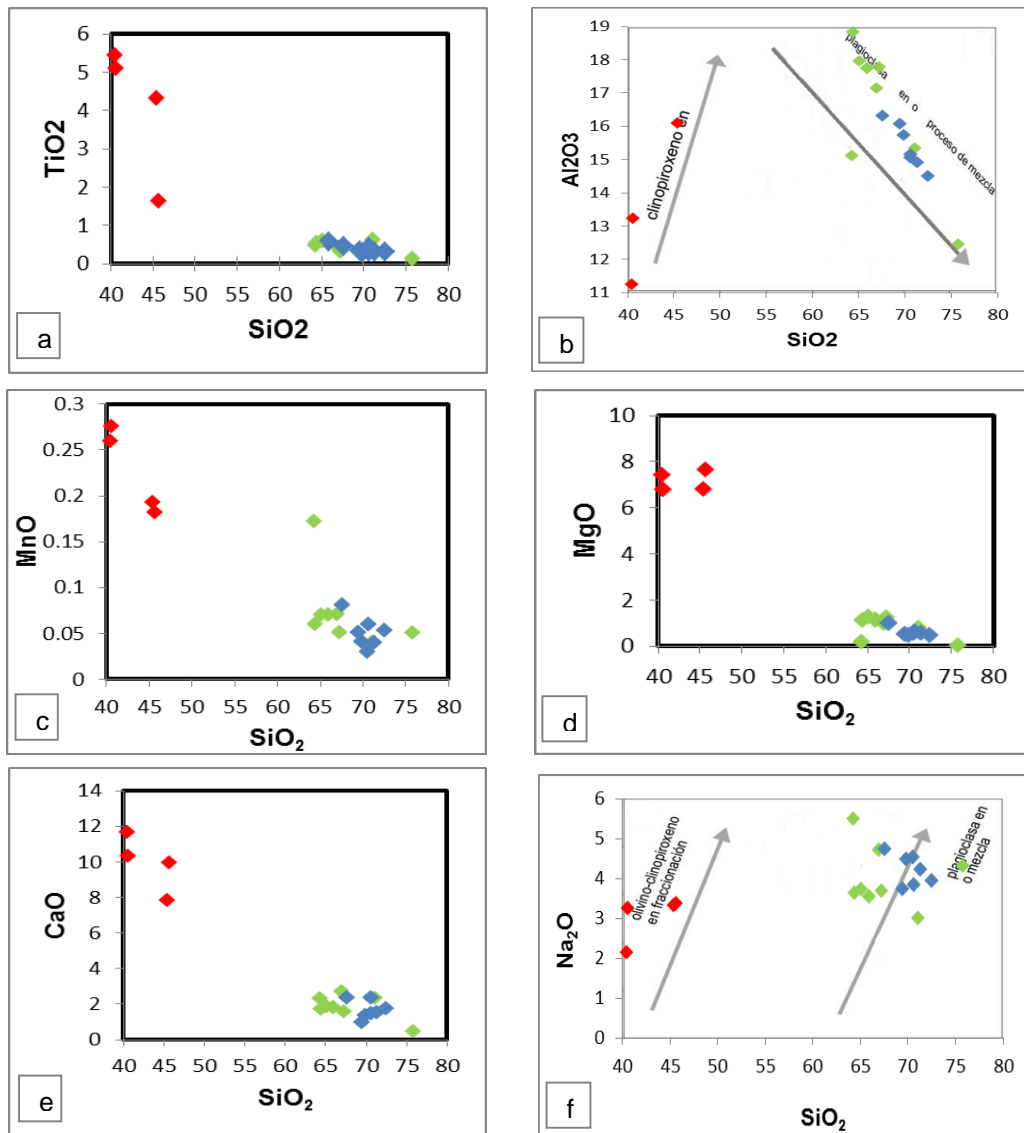 6
5
4
3
2
1
0
TiO2
40 45 50 55 60 65 70 75 80
SiO2
a
19
18
17
16
15
14
13
12
11
Al2O3
clinopiroxeno en
plagioclasa en o proceso de mezcla
40 45 50 55 60 65 70 75 80
SiO2
b
0.3
0.25
0.2
0.15
0.1
0.05
0
MnO
40 45 50 55 60 65 70 75 80
SiO₂
c
10
8
6
4
2
0
MgO
40 45 50 55 60 65 70 75 80
SiO₂
d
14
12
10
8
6
4
2
0
CaO
40 45 50 55 60 65 70 75 80
SiO₂
e
6
5
4
3
2
1
0
Na₂O
olivino-clinopiroxeno
en fraccionación
plagioclasa en
o mezcla
40 45 50 55 60 65 70 75 80
SiO₂
f